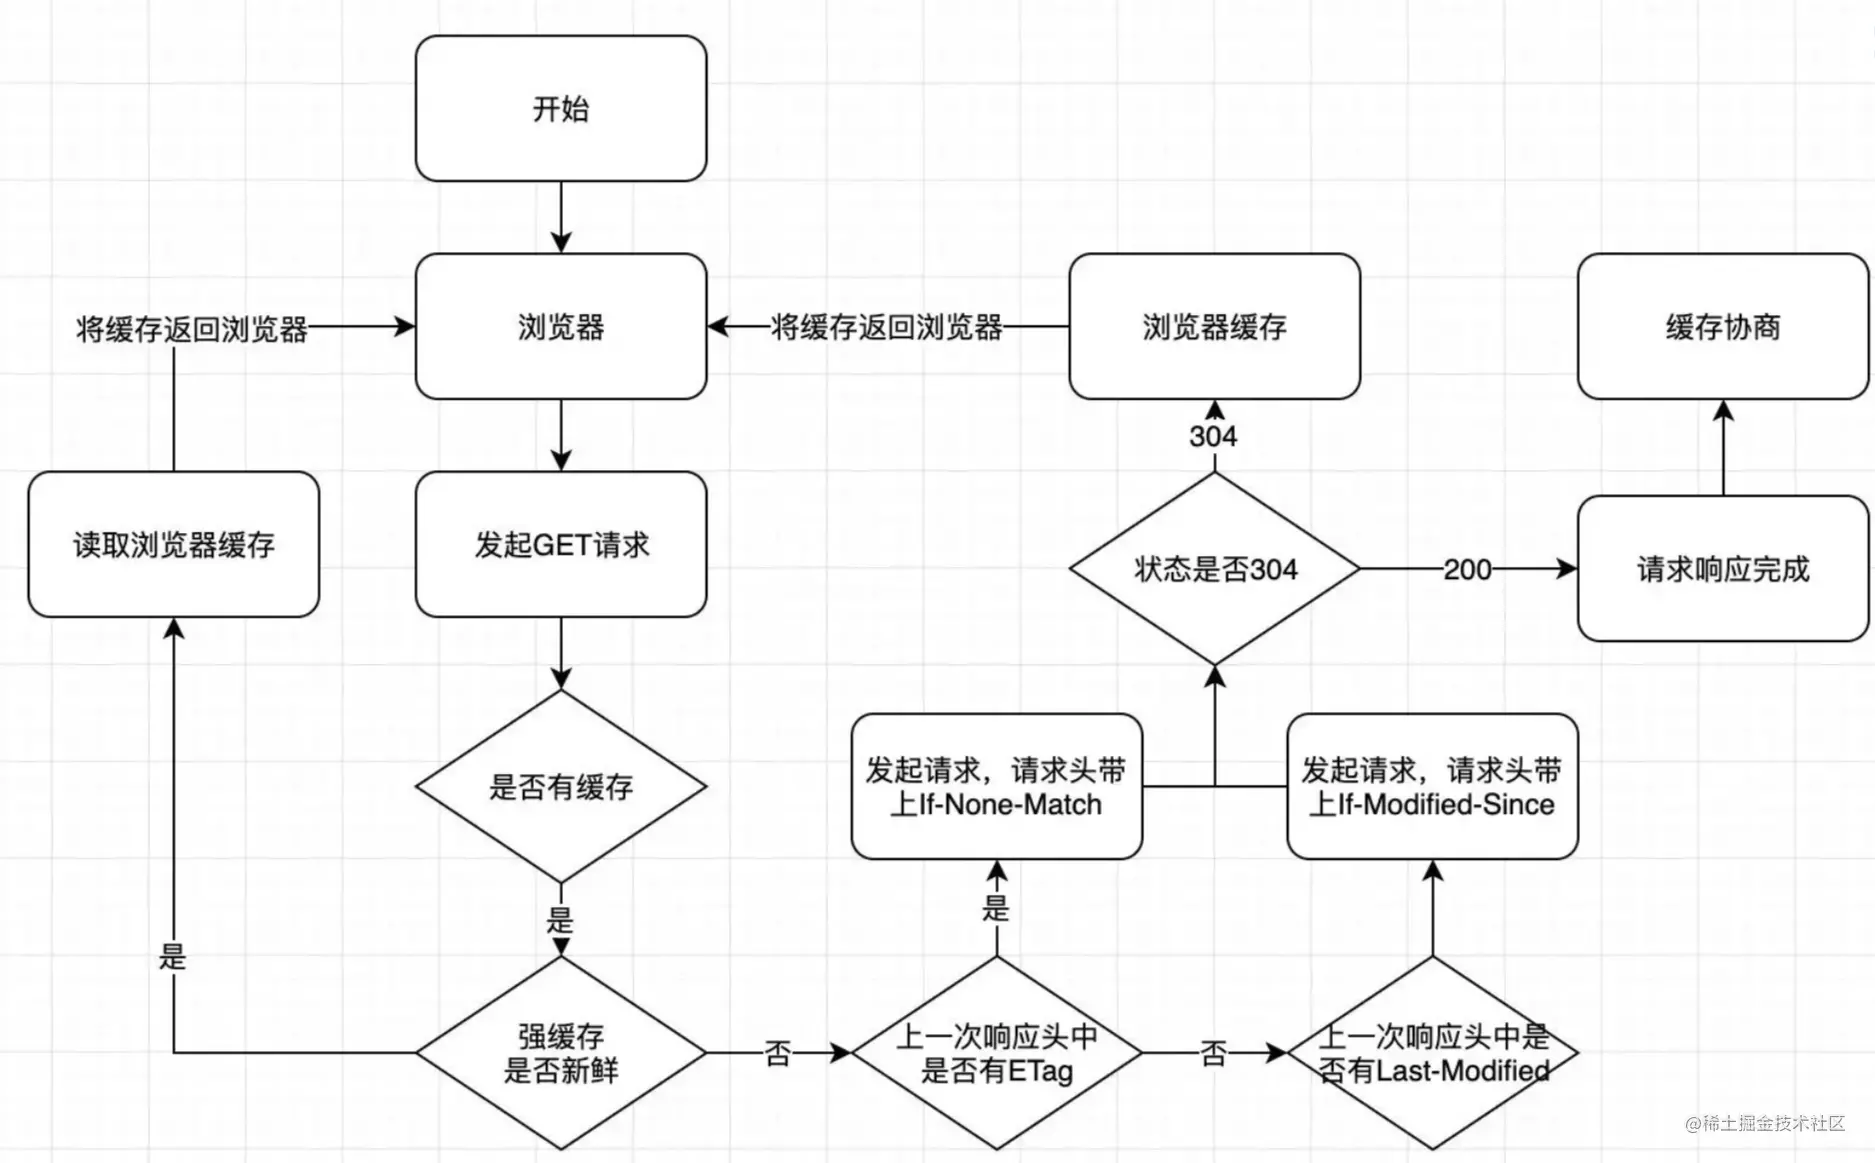 开始
将缓存返回浏览器
浏览器
将缓存返回浏览器
浏览器缓存
缓存协商
304
读取浏览器缓存
发起GET请求
状态是否304
200
请求响应完成
是否有缓存
发起请求，请求头带
上If-None-Match
发起请求，请求头带
上If-Modified-Since
是
是
是
强缓存
是否新鲜
否
上一次响应头中
是否有ETag
否
上一次响应头中是
否有Last-Modified
@稀土掘金技术社区